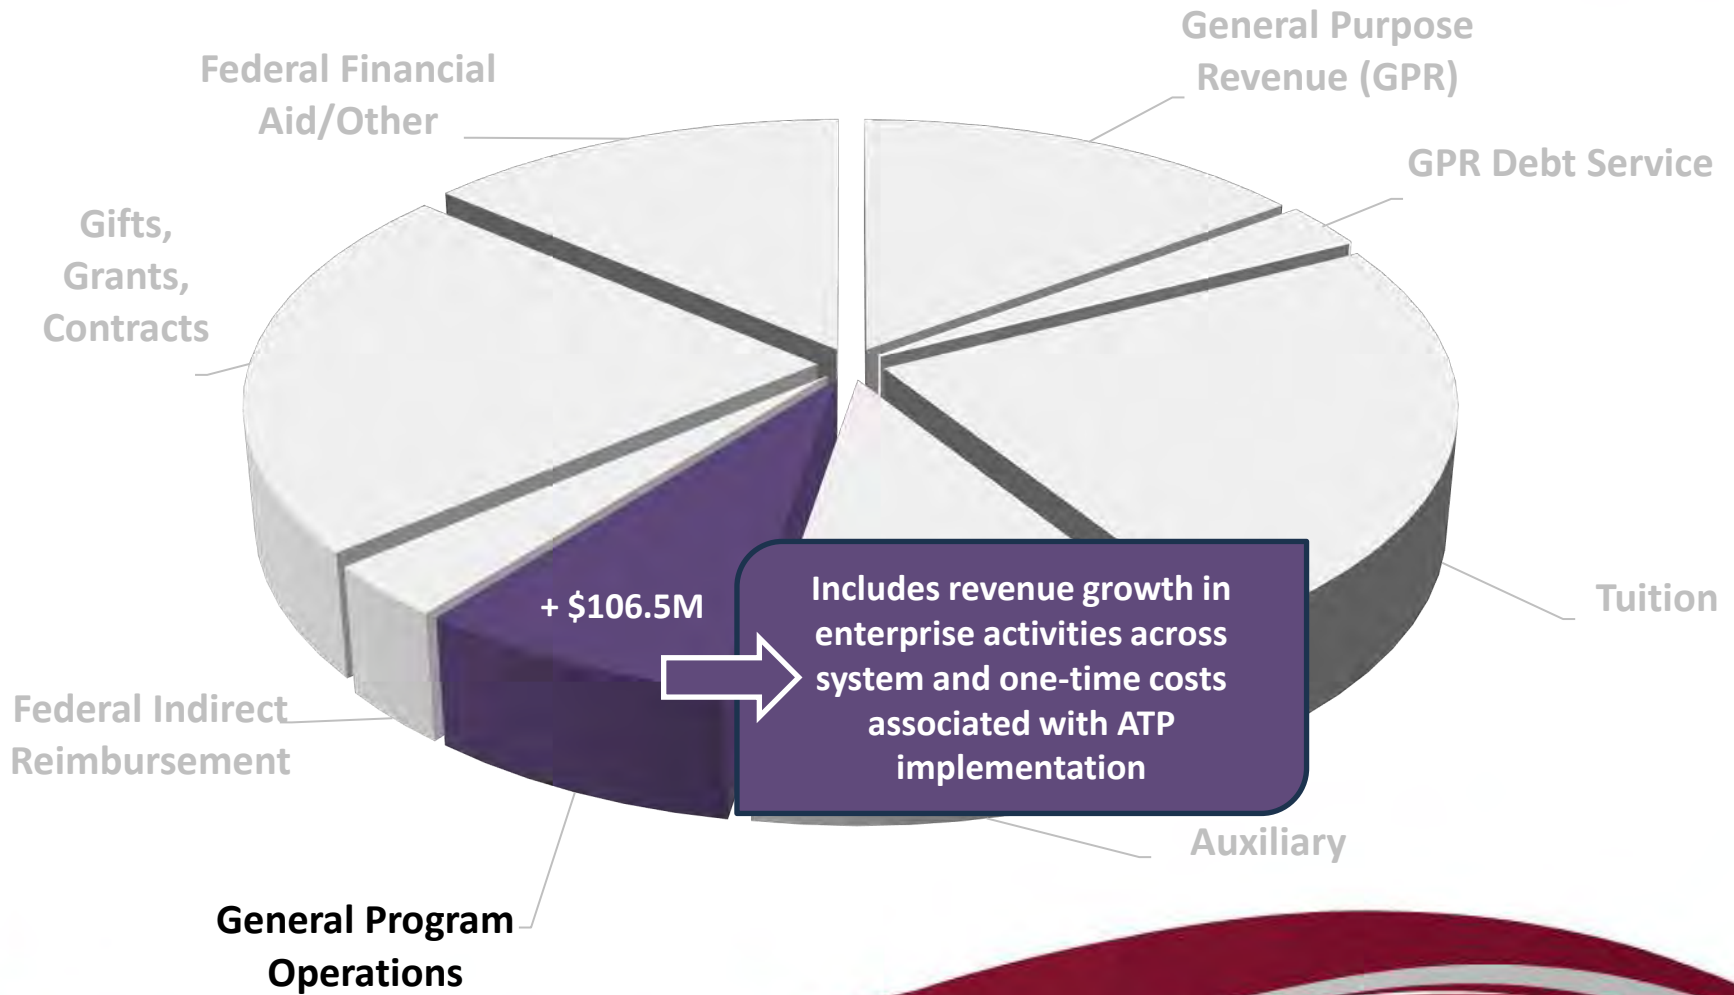 General Purpose
Revenue (GPR)
Federal Financial
Aid/Other
GPR Debt Service
Gifts,
Grants,
Contracts
+ $106.5M
Includes revenue growth in
enterprise activities across
system and one-time costs
associated with ATP
implementation
Tuition
Federal Indirect
Reimbursement
Auxiliary
General Program
Operations